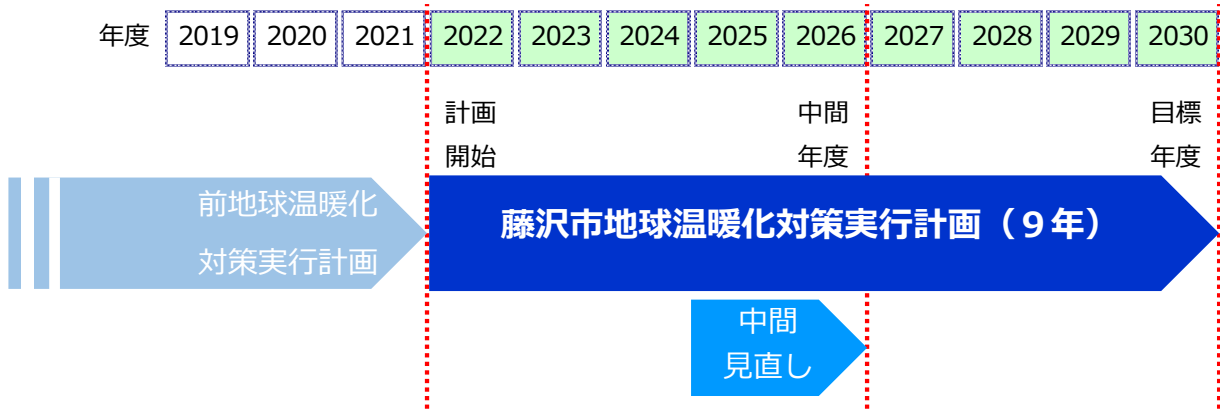 年度 2019 2020 2021 2022 2023 2024 2025 2026 2027 2028 2029 2030
計画 中間 目標
開始 年度 年度
前地球温暖化
対策実行計画
藤沢市地球温暖化対策実行計画（９年）
中間
見直し